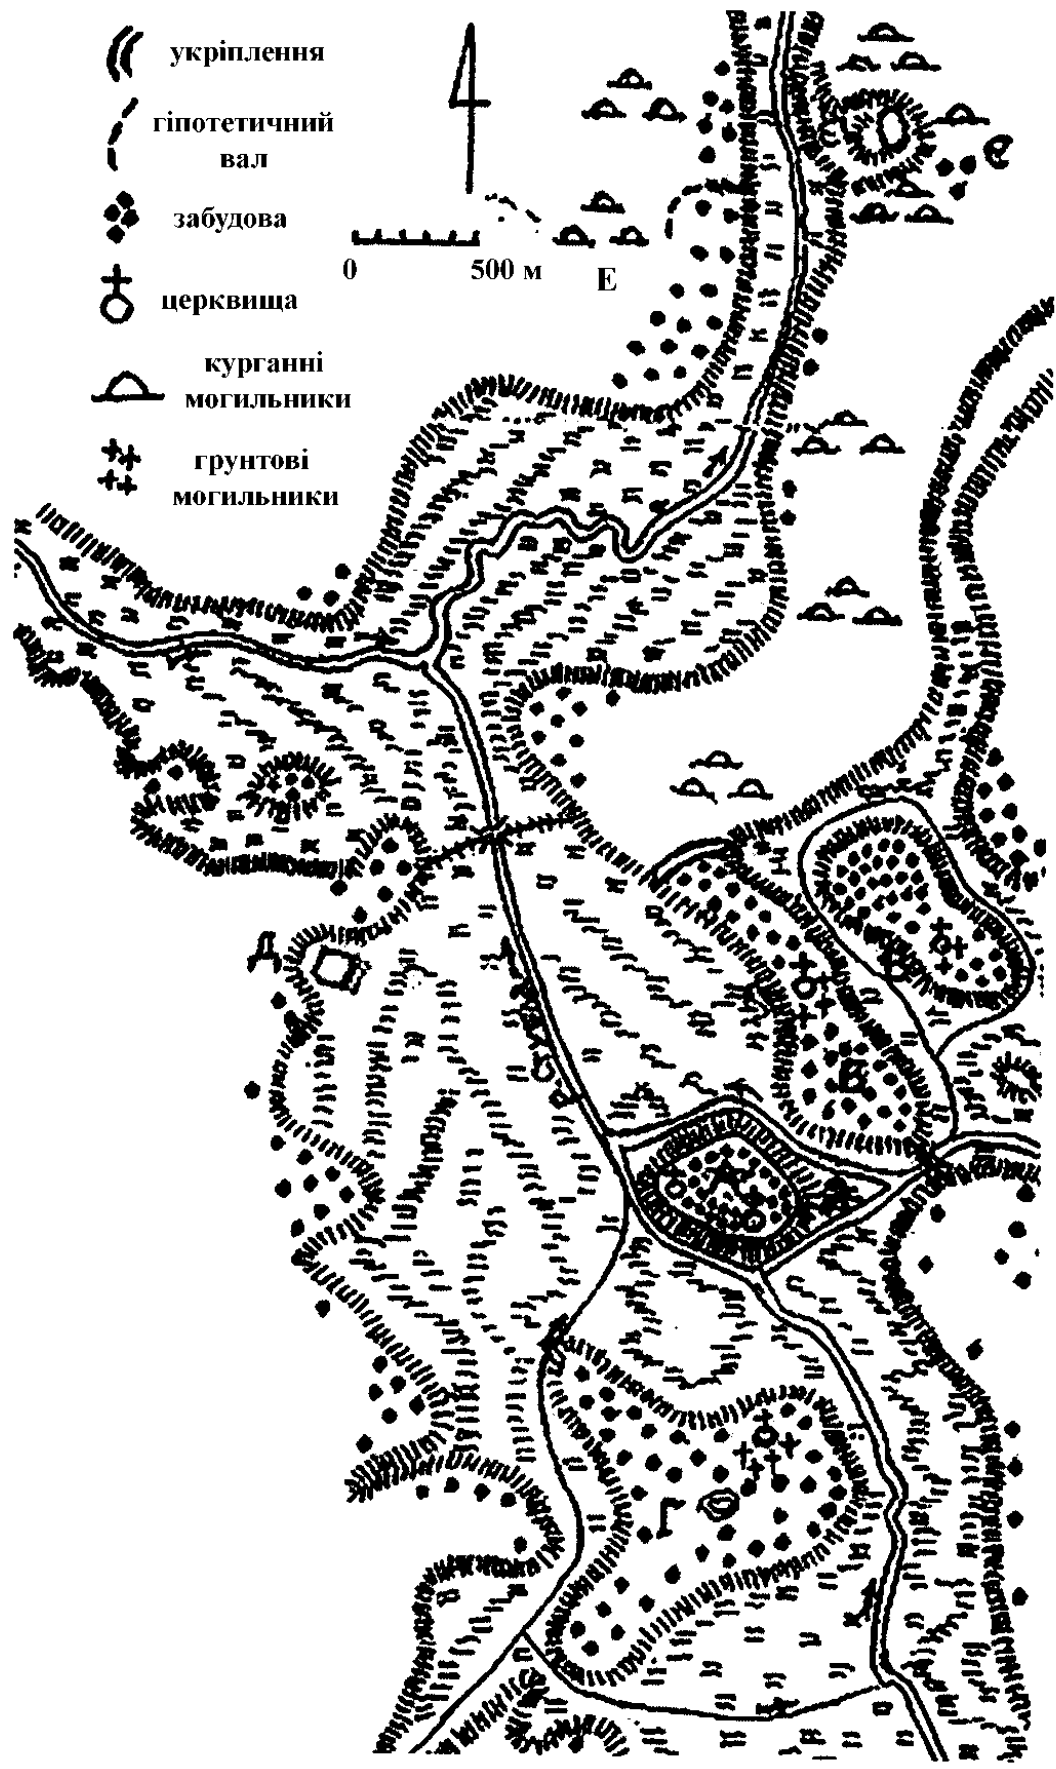 укріплення
гіпотетичний
вал
забудова
0
500 м
Е
церквища
курганні
могильники
грунтові
могильники
Є
Д
Б
В
А
Г